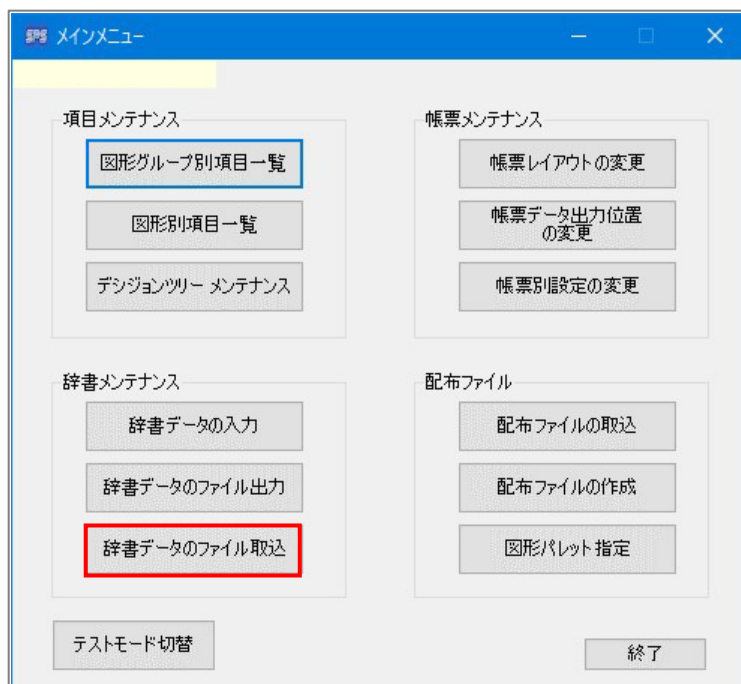 SPS メインメニュー
項目メンテナンス
図形グループ別項目一覧
図形別項目一覧
デシジョンツリー メンテナンス
帳票メンテナンス
帳票レイアウトの変更
帳票データ出力位置
の変更
帳票別設定の変更
辞書メンテナンス
辞書データの入力
辞書データのファイル出力
辞書データのファイル取込
配布ファイル
配布ファイルの取込
配布ファイルの作成
図形パレット指定
テストモード切替
終了